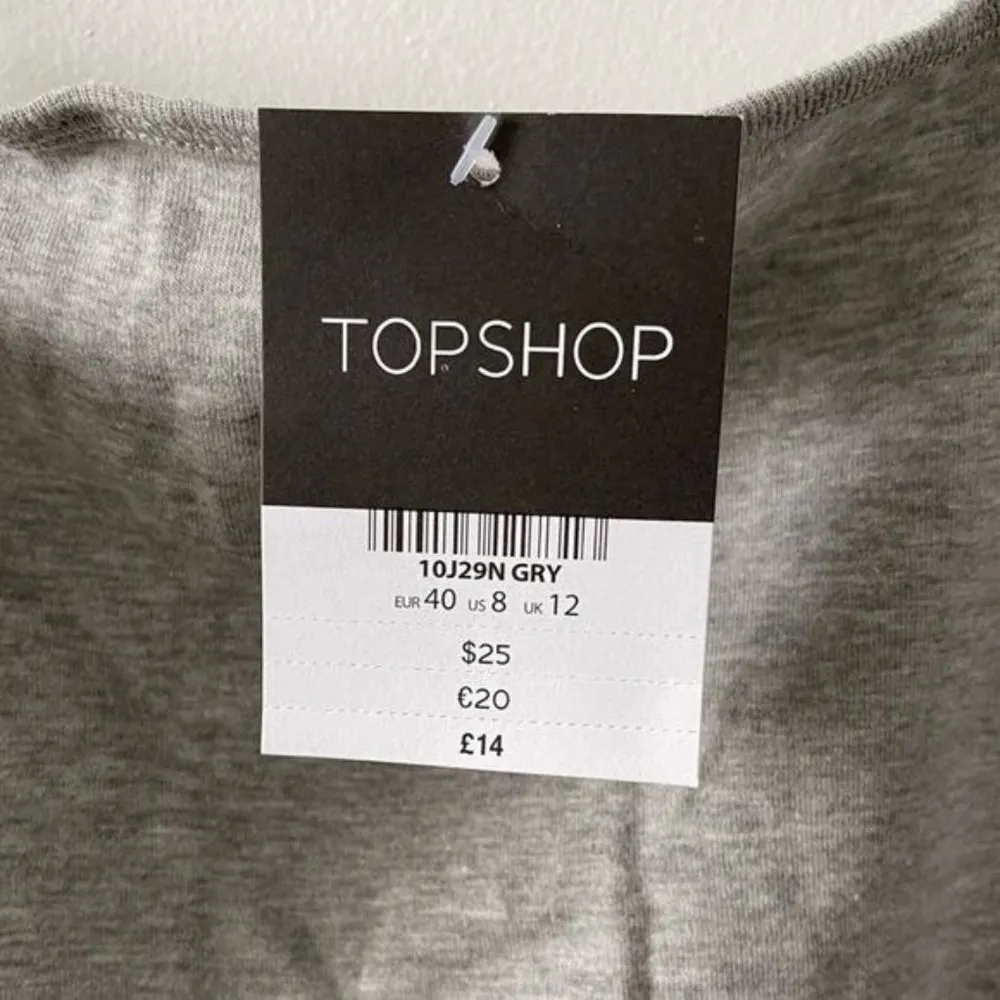 TOPSHOP
10J29N GRY
EUR 40 US 8 UK 12
$25
€20
£14